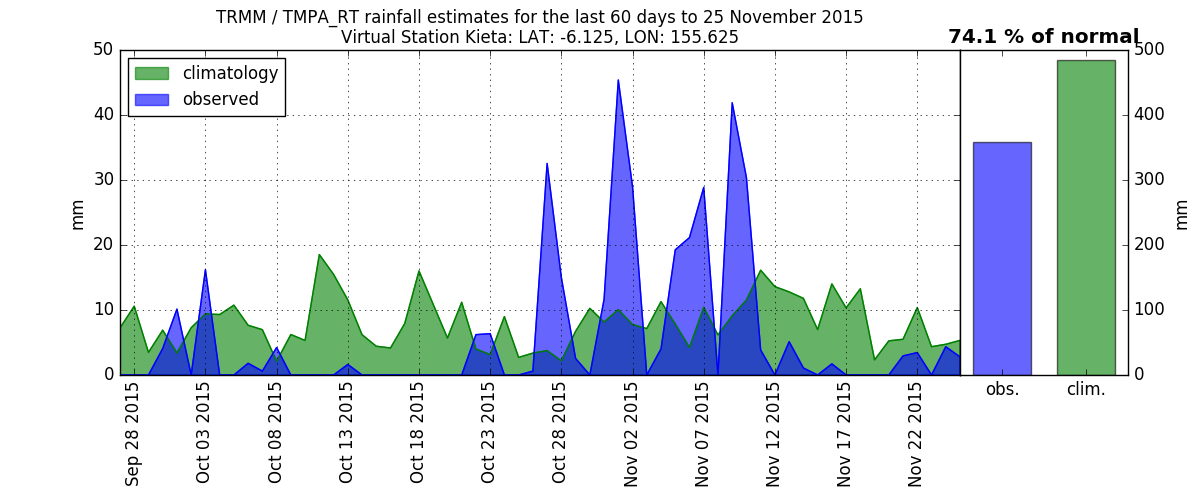 TRMM / TMPA_RT rainfall estimates for the last 60 days to 25 November 2015
Virtual Station Kieta: LAT: -6.125, LON: 155.625
74.1 % of normal
climatology
observed
50
40
30
20
10
0
mm
Sep 28 2015
Oct 03 2015
Oct 08 2015
Oct 13 2015
Oct 18 2015
Oct 23 2015
Oct 28 2015
Nov 02 2015
Nov 07 2015
Nov 12 2015
Nov 17 2015
Nov 22 2015
obs.
clim.
500
400
300
200
100
0
mm